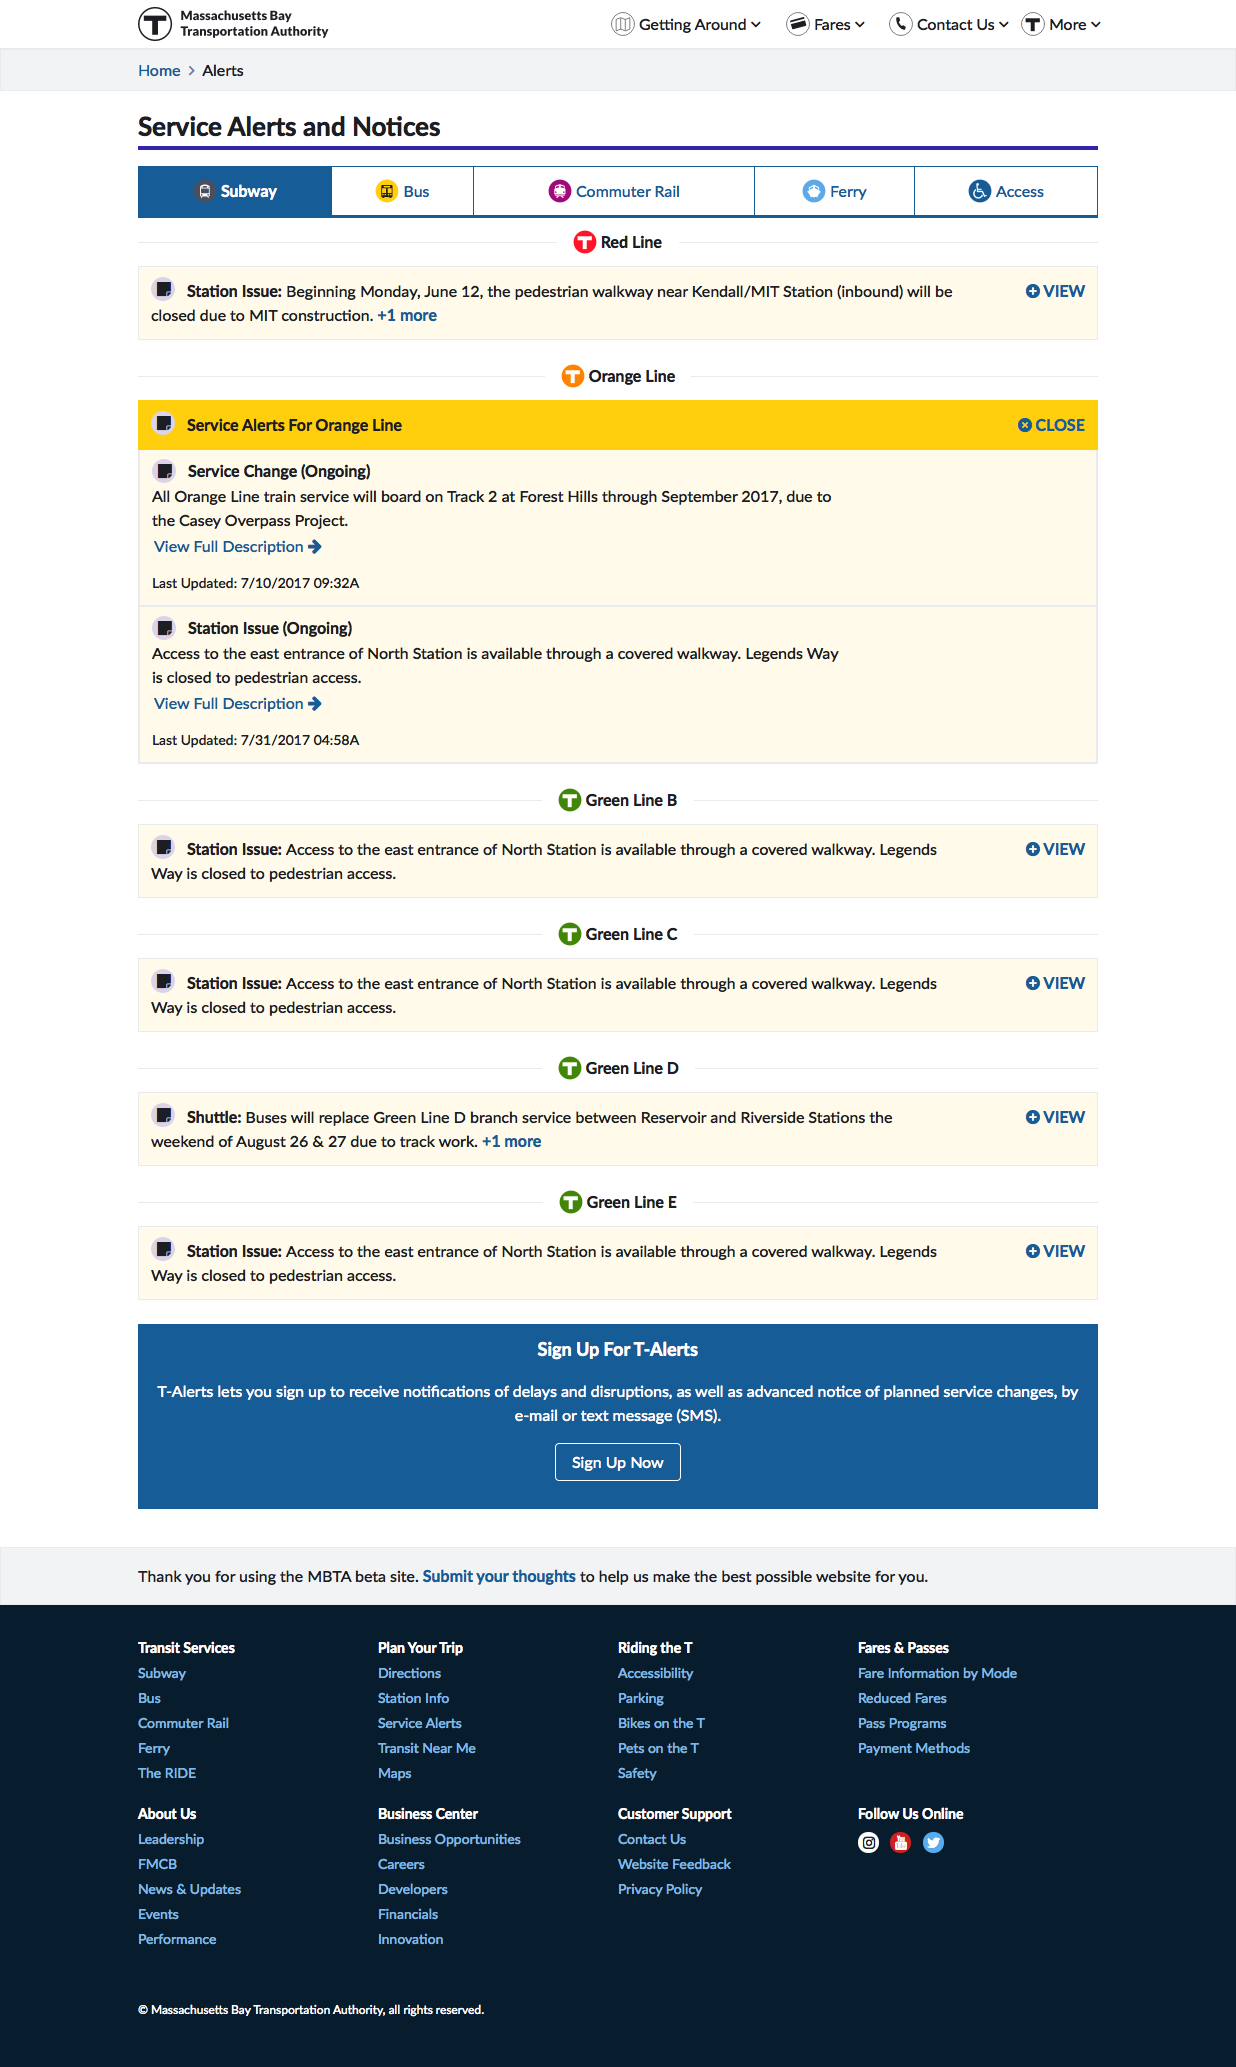 Massachusetts Bay
Transportation Authority
Getting Around
Fares
Contact Us
More
Home > Alerts
Service Alerts and Notices
Subway
Bus
Commuter Rail
Ferry
Access
Red Line
Station Issue: Beginning Monday, June 12, the pedestrian walkway near Kendall/MIT Station (inbound) will be
closed due to MIT construction. +1 more
VIEW
Orange Line
Service Alerts For Orange Line
CLOSE
Service Change (Ongoing)
All Orange Line train service will board on Track 2 at Forest Hills through September 2017, due to
the Casey Overpass Project.
View Full Description
Last Updated: 7/10/2017 09:32A
Station Issue (Ongoing)
Access to the east entrance of North Station is available through a covered walkway. Legends Way
is closed to pedestrian access.
View Full Description
Last Updated: 7/31/2017 04:58A
Green Line B
Station Issue: Access to the east entrance of North Station is available through a covered walkway. Legends
Way is closed to pedestrian access.
VIEW
Green Line C
Station Issue: Access to the east entrance of North Station is available through a covered walkway. Legends
Way is closed to pedestrian access.
VIEW
Green Line D
Shuttle: Buses will replace Green Line D branch service between Reservoir and Riverside Stations the
weekend of August 26 & 27 due to track work. +1 more
VIEW
Green Line E
Station Issue: Access to the east entrance of North Station is available through a covered walkway. Legends
Way is closed to pedestrian access.
VIEW
Sign Up For T-Alerts
T-Alerts lets you sign up to receive notifications of delays and disruptions, as well as advanced notice of planned service changes, by
e-mail or text message (SMS).
Sign Up Now
Thank you for using the MBTA beta site. Submit your thoughts to help us make the best possible website for you.
Transit Services
Subway
Bus
Commuter Rail
Ferry
The RIDE
Plan Your Trip
Directions
Station Info
Service Alerts
Transit Near Me
Maps
Riding the T
Accessibility
Parking
Bikes on the T
Pets on the T
Safety
Fares & Passes
Fare Information by Mode
Reduced Fares
Pass Programs
Payment Methods
About Us
Leadership
FMCB
News & Updates
Events
Performance
Business Center
Business Opportunities
Careers
Developers
Financials
Innovation
Customer Support
Contact Us
Website Feedback
Privacy Policy
Follow Us Online
© Massachusetts Bay Transportation Authority, all rights reserved.